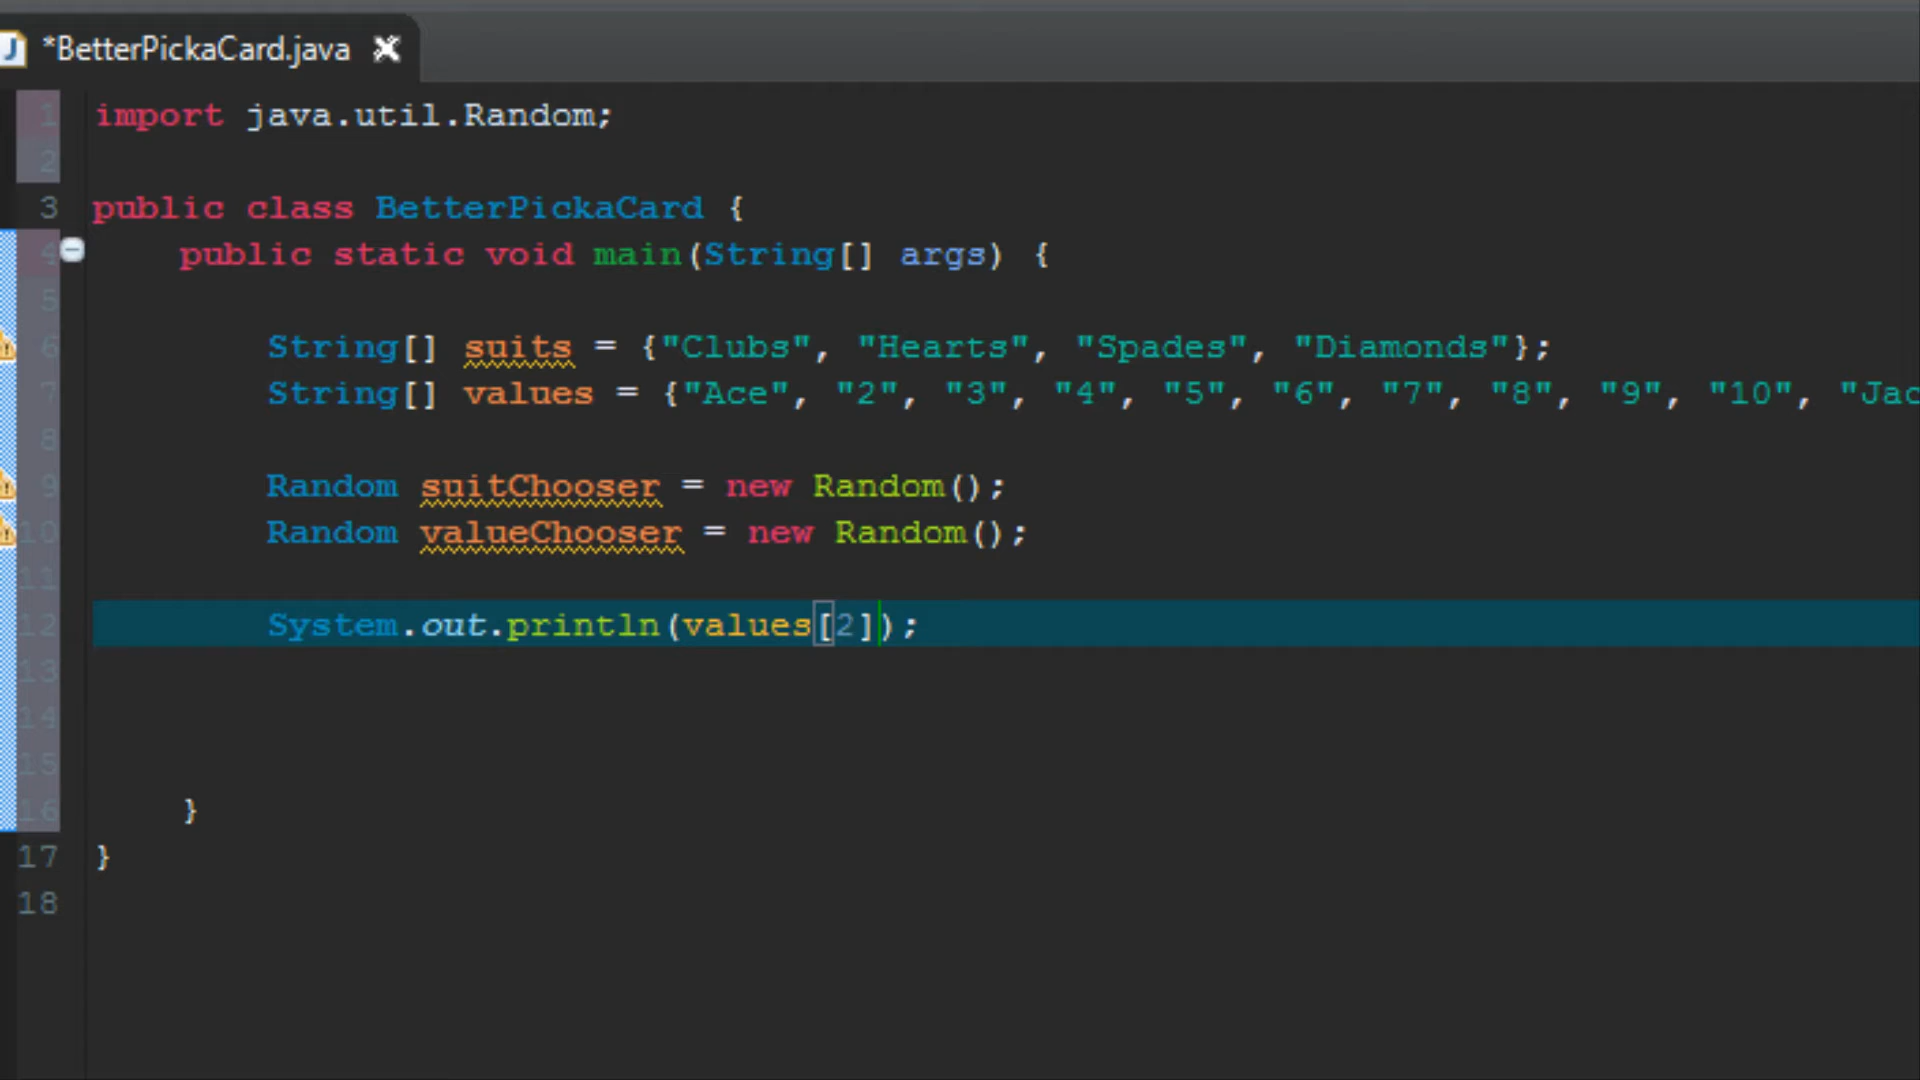 *BetterPickaCard.java
1 import java.util.Random;
2
3 public class BetterPickaCard {
4 public static void main(String[] args) {
5
6 String[] suits = {"Clubs", "Hearts", "Spades", "Diamonds"};
7 String[] values = {"Ace", "2", "3", "4", "5", "6", "7", "8", "9", "10", "Jac
8
9 Random suitChooser = new Random();
10 Random valueChooser = new Random();
11
12 System.out.println(values[2]);
13
14
15
16 }
17 }
18